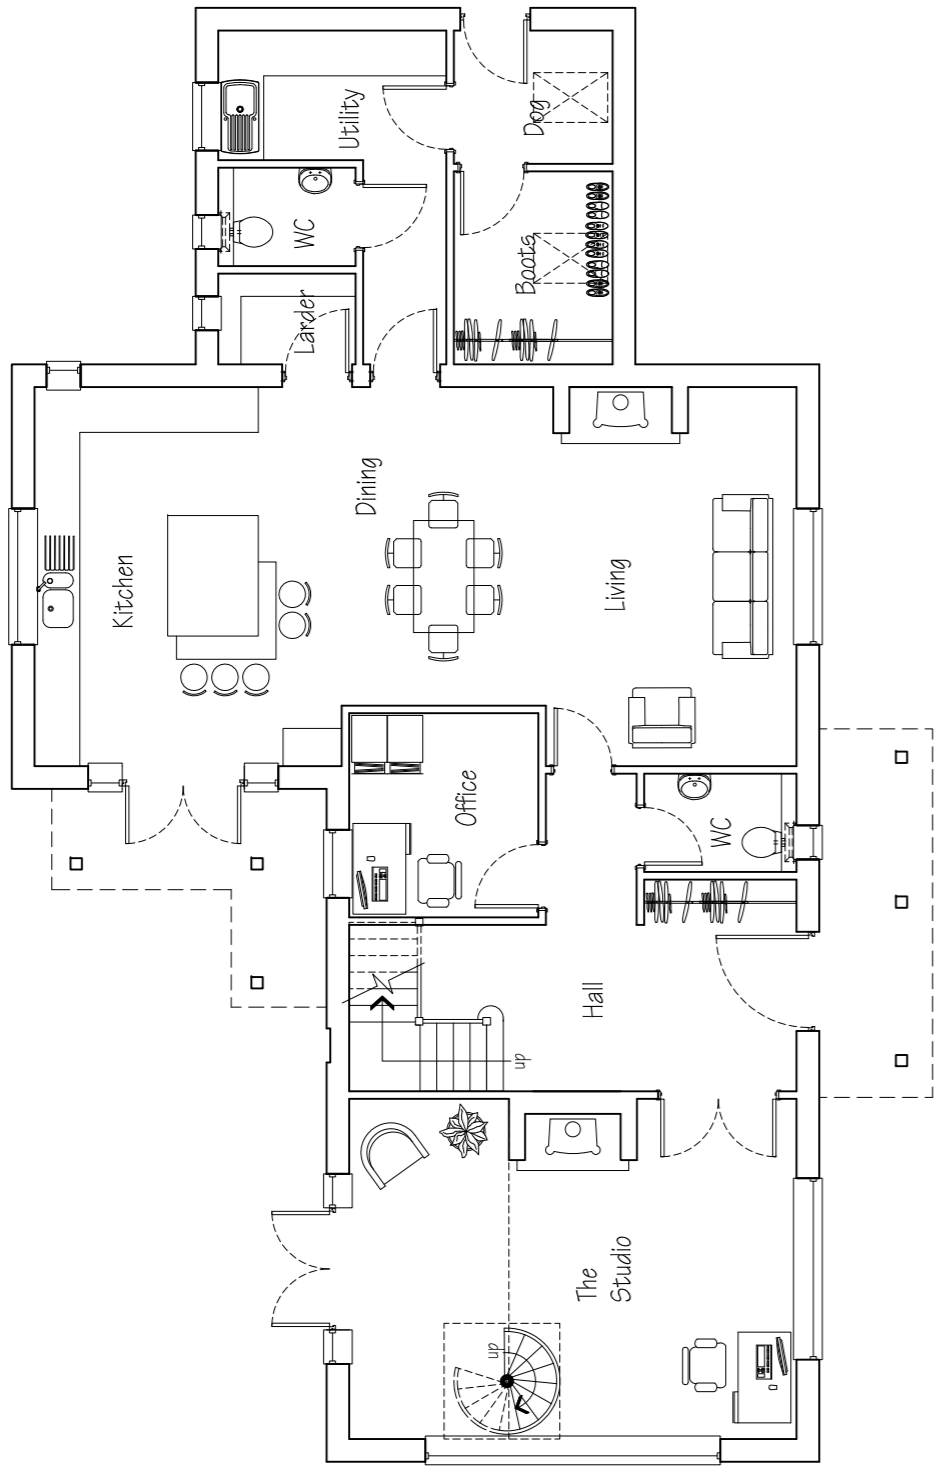 Utility
Dog
WC
Boots
Larder
Dining
Kitchen
Living
Office
WC
Hall
up
The
Studio
up